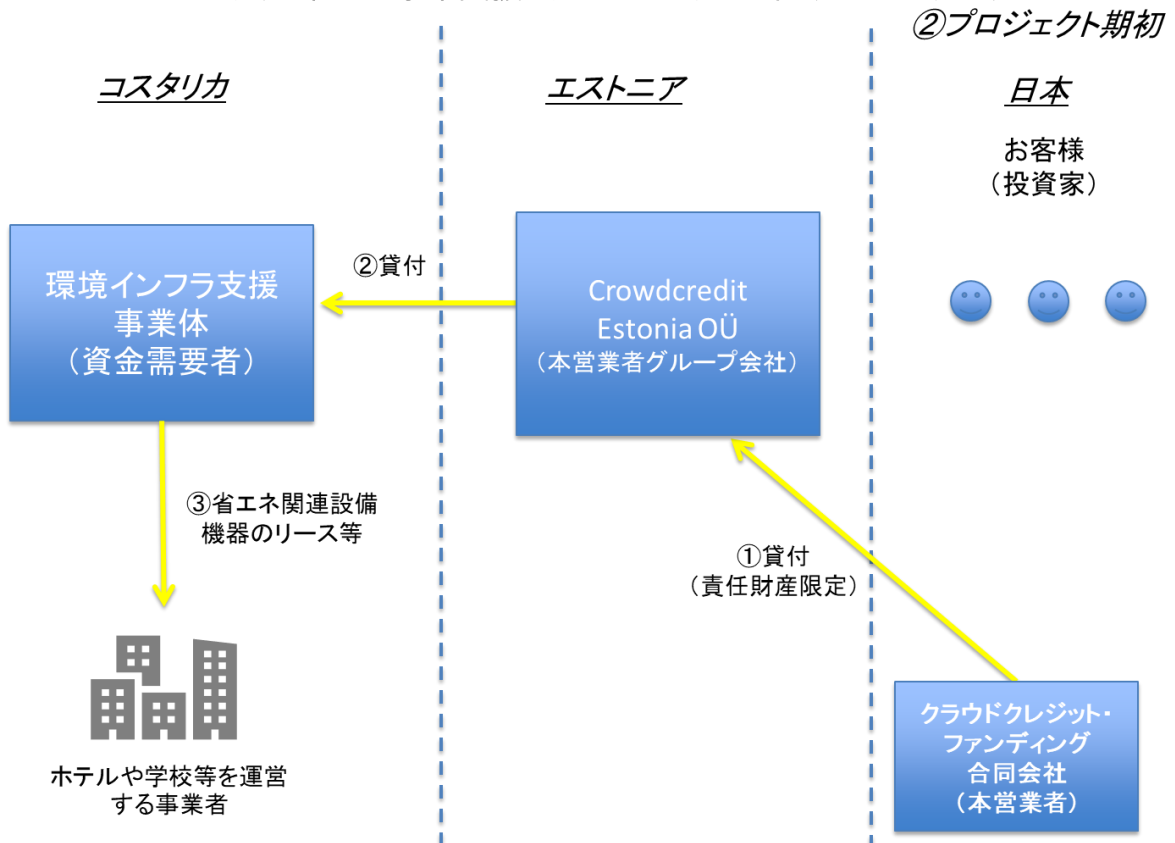 ②プロジェクト期初
コスタリカ
エストニア
日本
お客様
（投資家）
環境インフラ支援
事業体
（資金需要者）
②貸付
Crowdcredit
Estonia OÜ
（本営業者グループ会社）
③省エネ関連設備
機器のリース等
①貸付
（責任財産限定）
ホテルや学校等を運営
する事業者
クラウドクレジット・
ファンディング
合同会社
（本営業者）